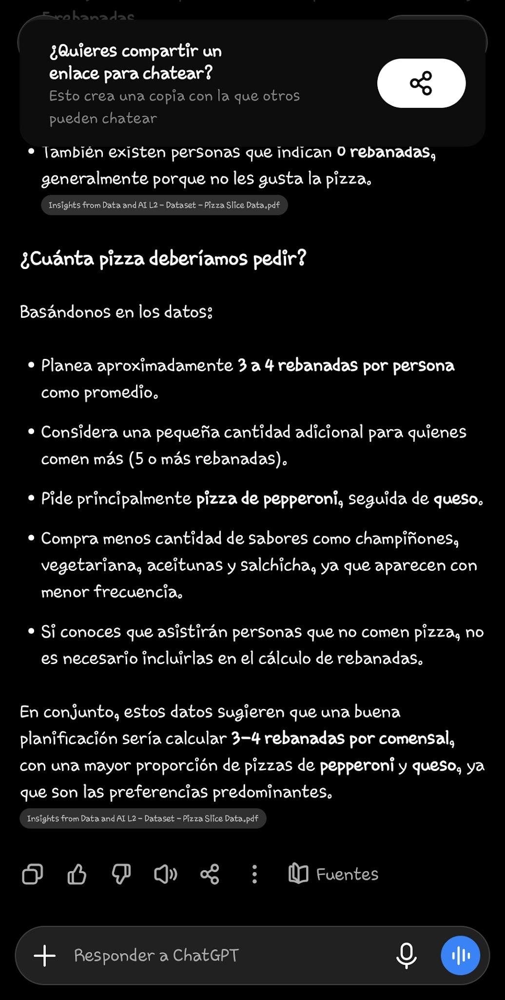 5 rebanadas
¿Quieres compartir un
enlace para chatear?
Esto crea una copia con la que otros
pueden chatear
• También existen personas que indican 0 rebanadas,
generalmente porque no les gusta la pizza.
Insights from Data and AI L2 - Dataset - Pizza Slice Data.pdf
¿Cuánta pizza deberíamos pedir?
Basándonos en los datos:
• Planea aproximadamente 3 a 4 rebanadas por persona
como promedio.
• Considera una pequeña cantidad adicional para quienes
comen más (5 o más rebanadas).
• Pide principalmente pizza de pepperoni, seguida de queso.
• Compra menos cantidad de sabores como champiñones,
vegetariana, aceitunas y salchicha, ya que aparecen con
menor frecuencia.
• Si conoces que asistirán personas que no comen pizza, no
es necesario incluirlas en el cálculo de rebanadas.
En conjunto, estos datos sugieren que una buena
planificación sería calcular 3–4 rebanadas por comensal,
con una mayor proporción de pizzas de pepperoni y queso, ya
que son las preferencias predominantes.
Insights from Data and AI L2 - Dataset - Pizza Slice Data.pdf
Fuentes
Responder a ChatGPT